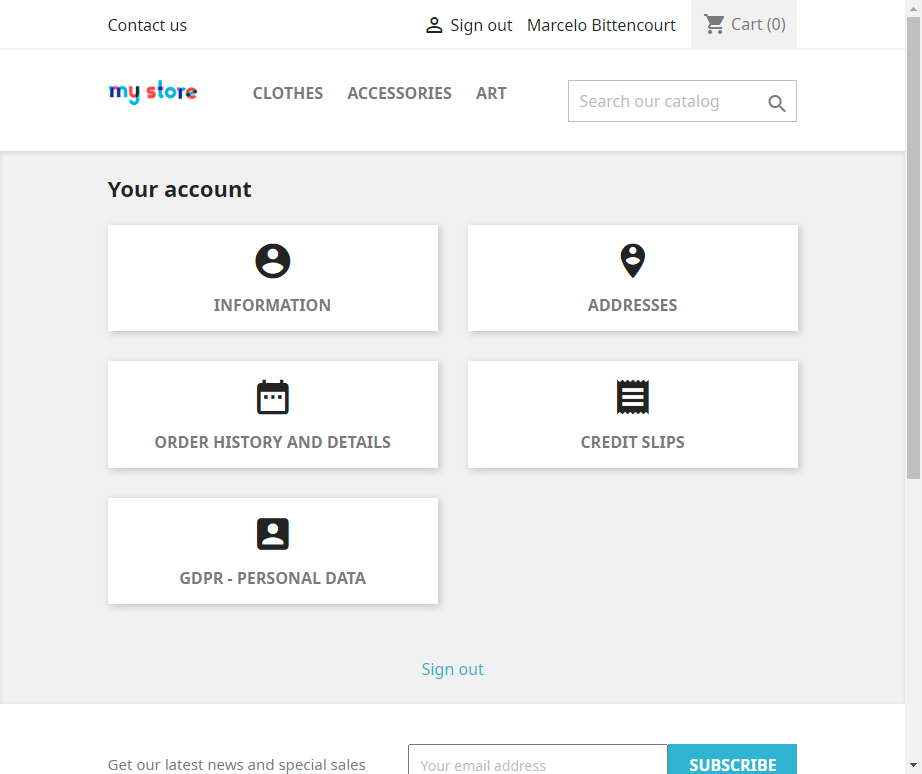 Contact us
Sign out Marcelo Bittencourt Cart (0)
my store
CLOTHES ACCESSORIES ART
Search our catalog
Your account
INFORMATION
ADDRESSES
ORDER HISTORY AND DETAILS
CREDIT SLIPS
GDPR - PERSONAL DATA
Sign out
Get our latest news and special sales
Your email address
SUBSCRIBE